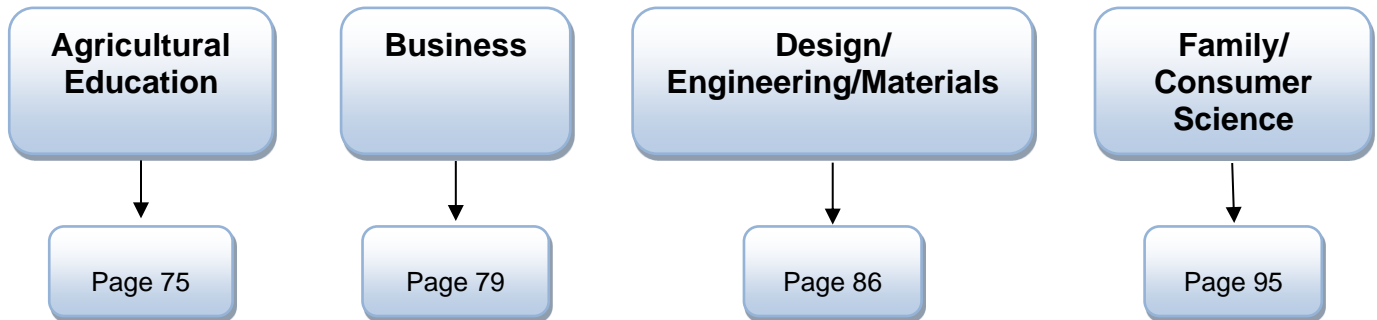 Agricultural
Education
Business
Design/
Engineering/Materials
Family/
Consumer
Science
Page 75
Page 79
Page 86
Page 95